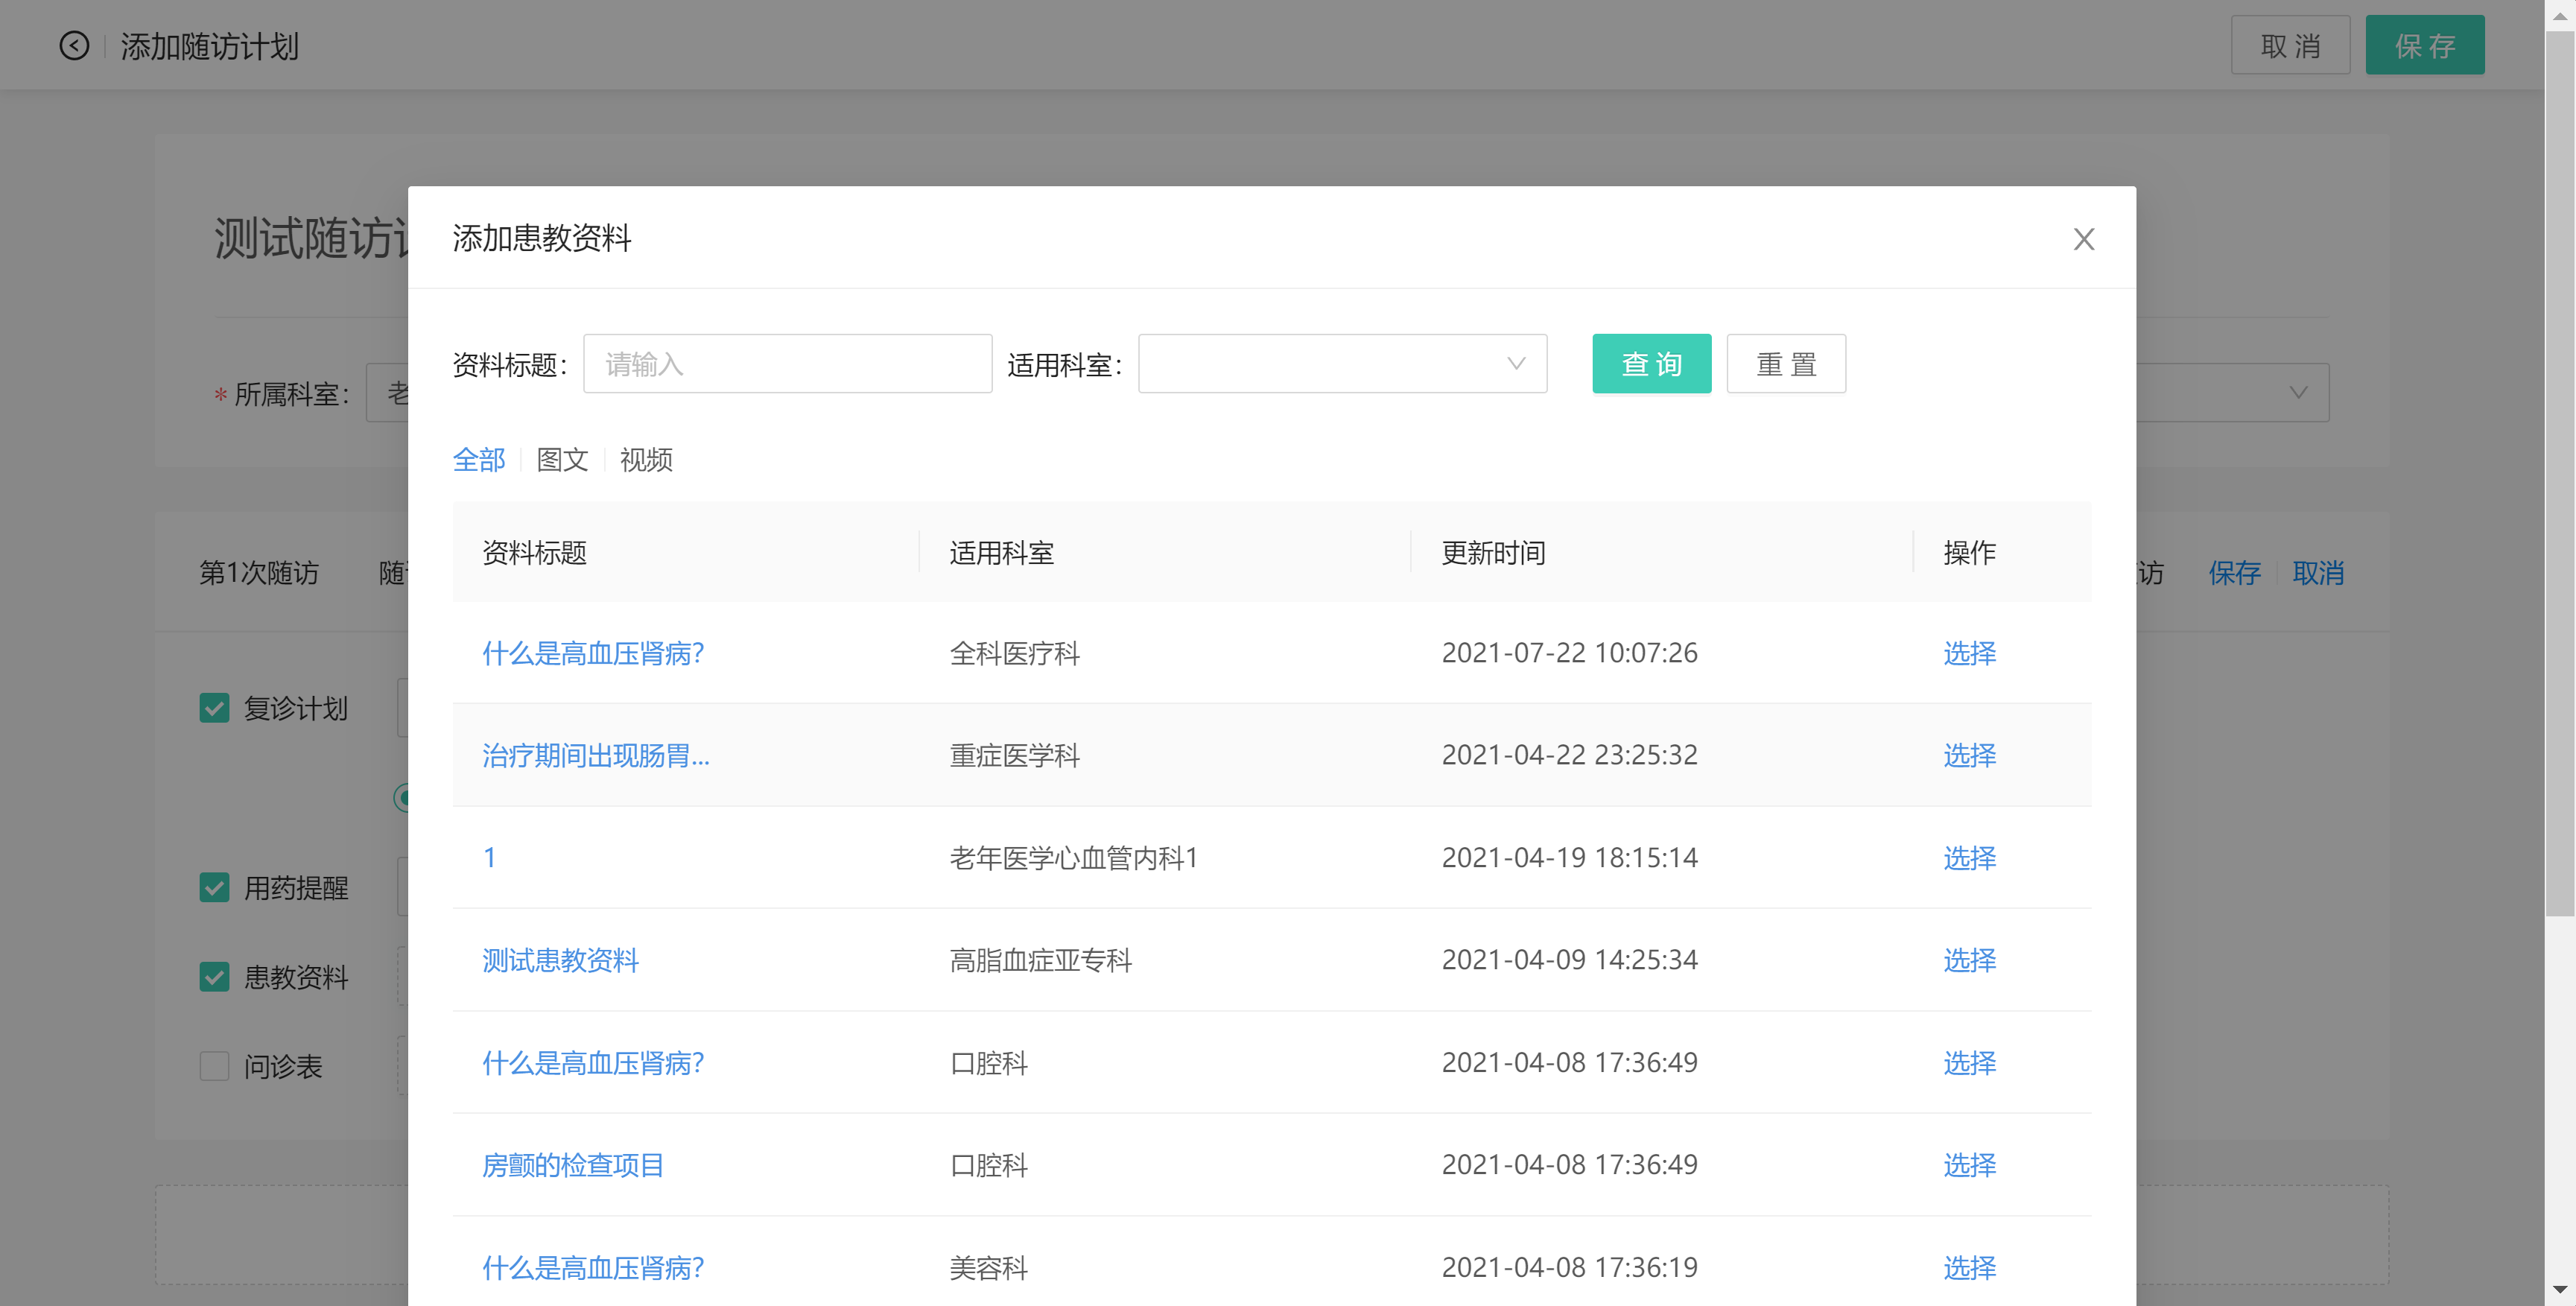 添加随访计划
取 消
保 存
测试随访
* 所属科室：
老
第1次随访
随
访
保存
取消
复诊计划
用药提醒
患教资料
问诊表
添加患教资料
资料标题：
请输入
适用科室：
查 询
重 置
全部
图文
视频
资料标题 适用科室 更新时间 操作
什么是高血压肾病? 全科医疗科 2021-07-22 10:07:26 选择
治疗期间出现肠胃... 重症医学科 2021-04-22 23:25:32 选择
1 老年医学心血管内科1 2021-04-19 18:15:14 选择
测试患教资料 高脂血症亚专科 2021-04-09 14:25:34 选择
什么是高血压肾病? 口腔科 2021-04-08 17:36:49 选择
房颤的检查项目 口腔科 2021-04-08 17:36:49 选择
什么是高血压肾病? 美容科 2021-04-08 17:36:19 选择